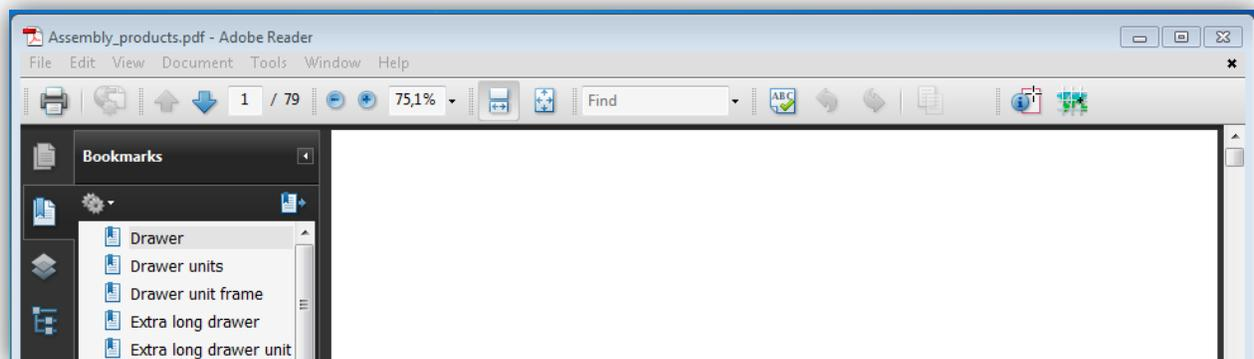 Assembly_products.pdf - Adobe Reader
File Edit View Document Tools Window Help
1 / 79 75,1% Find ABC
Bookmarks
Drawer
Drawer units
Drawer unit frame
Extra long drawer
Extra long drawer unit